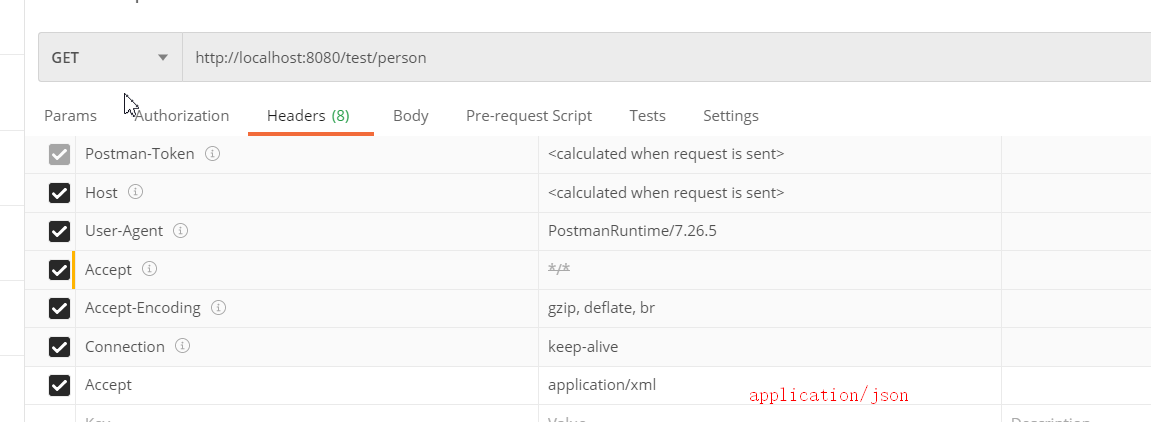 GET http://localhost:8080/test/person
Params Authorization Headers (8) Body Pre-request Script Tests Settings
Postman-Token <calculated when request is sent>
Host <calculated when request is sent>
User-Agent PostmanRuntime/7.26.5
Accept */*
Accept-Encoding gzip, deflate, br
Connection keep-alive
Accept application/xml
application/json
Key Value Description